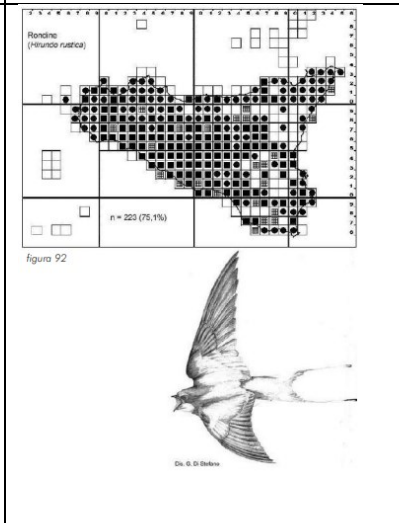 Rondine
(Hirundo rustica)
n = 223 (75,1%)
figura 92
Dis. G. Di Stefano